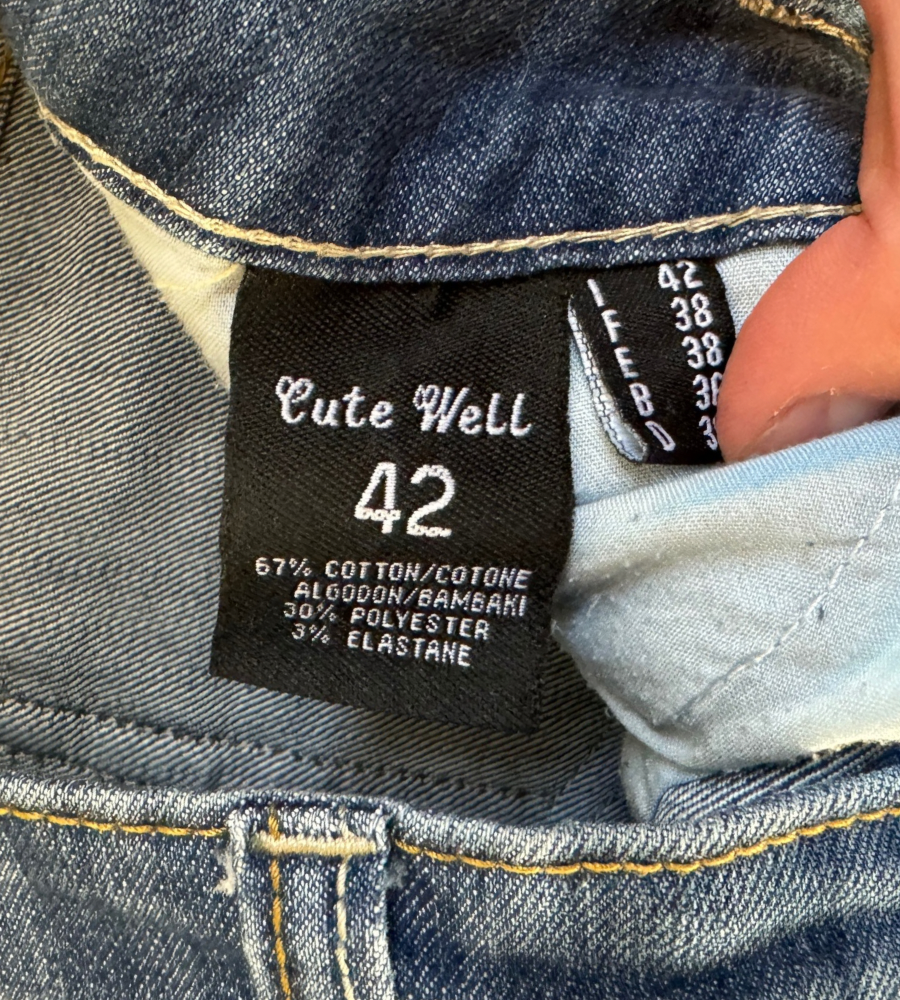 Cute Well
42
67% COTTON/COTONE
ALGODON/BAMBAKI
30% POLYESTER
3% ELASTANE
I 42
F 38
E 38
B
D